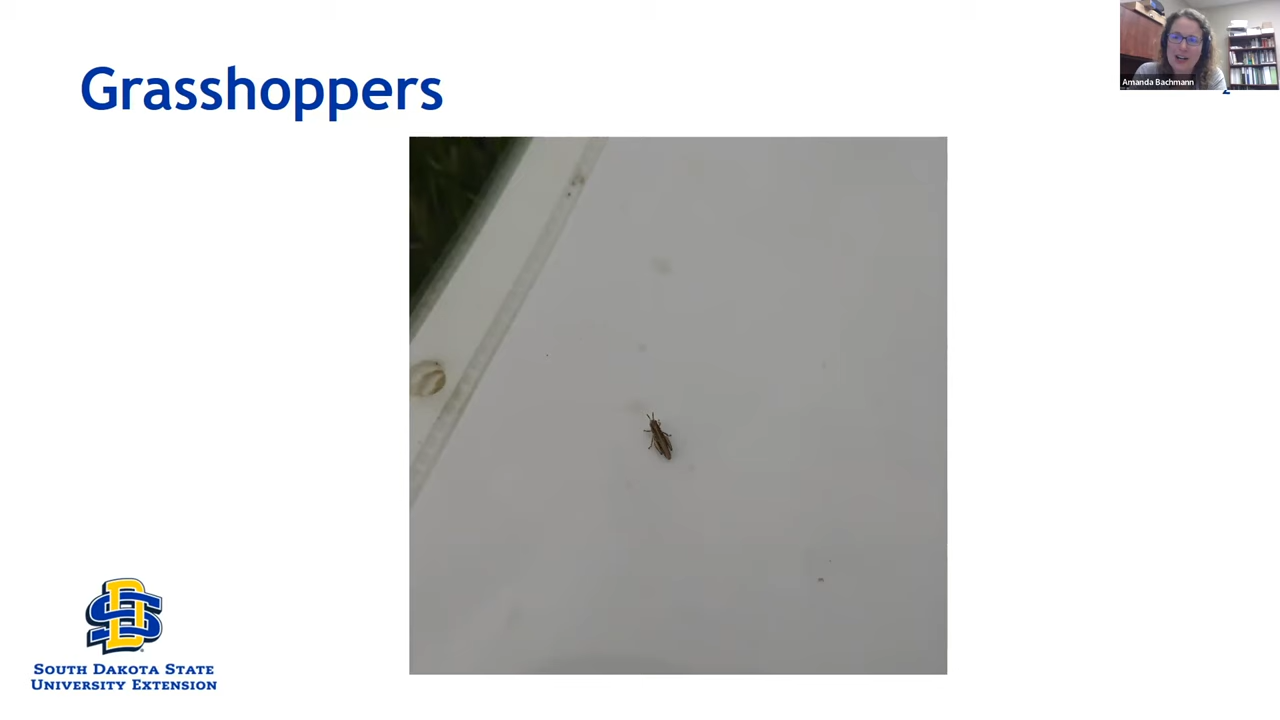 Grasshoppers
Amanda Bachmann
SOUTH DAKOTA STATE
UNIVERSITY EXTENSION